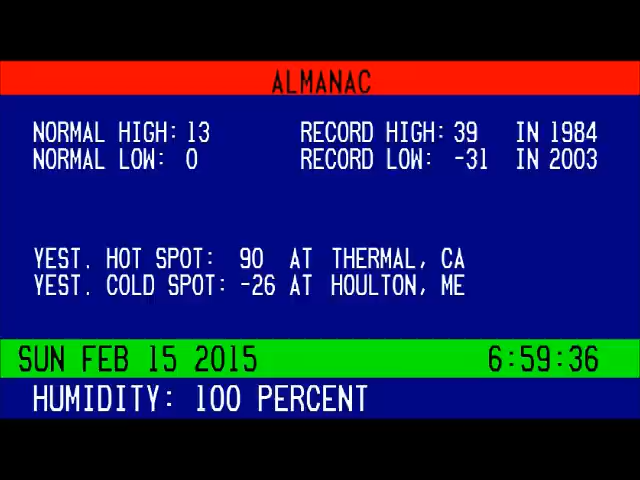 ALMANAC
NORMAL HIGH: 13 RECORD HIGH: 39 IN 1984
NORMAL LOW: 0 RECORD LOW: -31 IN 2003
YEST. HOT SPOT: 90 AT THERMAL, CA
YEST. COLD SPOT: -26 AT HOULTON, ME
SUN FEB 15 2015 6:59:36
HUMIDITY: 100 PERCENT